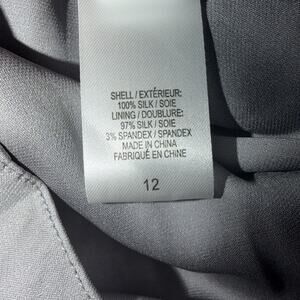 SHELL / EXTÉRIEUR:
100% SILK / SOIE
LINING / DOUBLURE:
97% SILK / SOIE
3% SPANDEX / SPANDEX
MADE IN CHINA
FABRIQUÉ EN CHINE
12